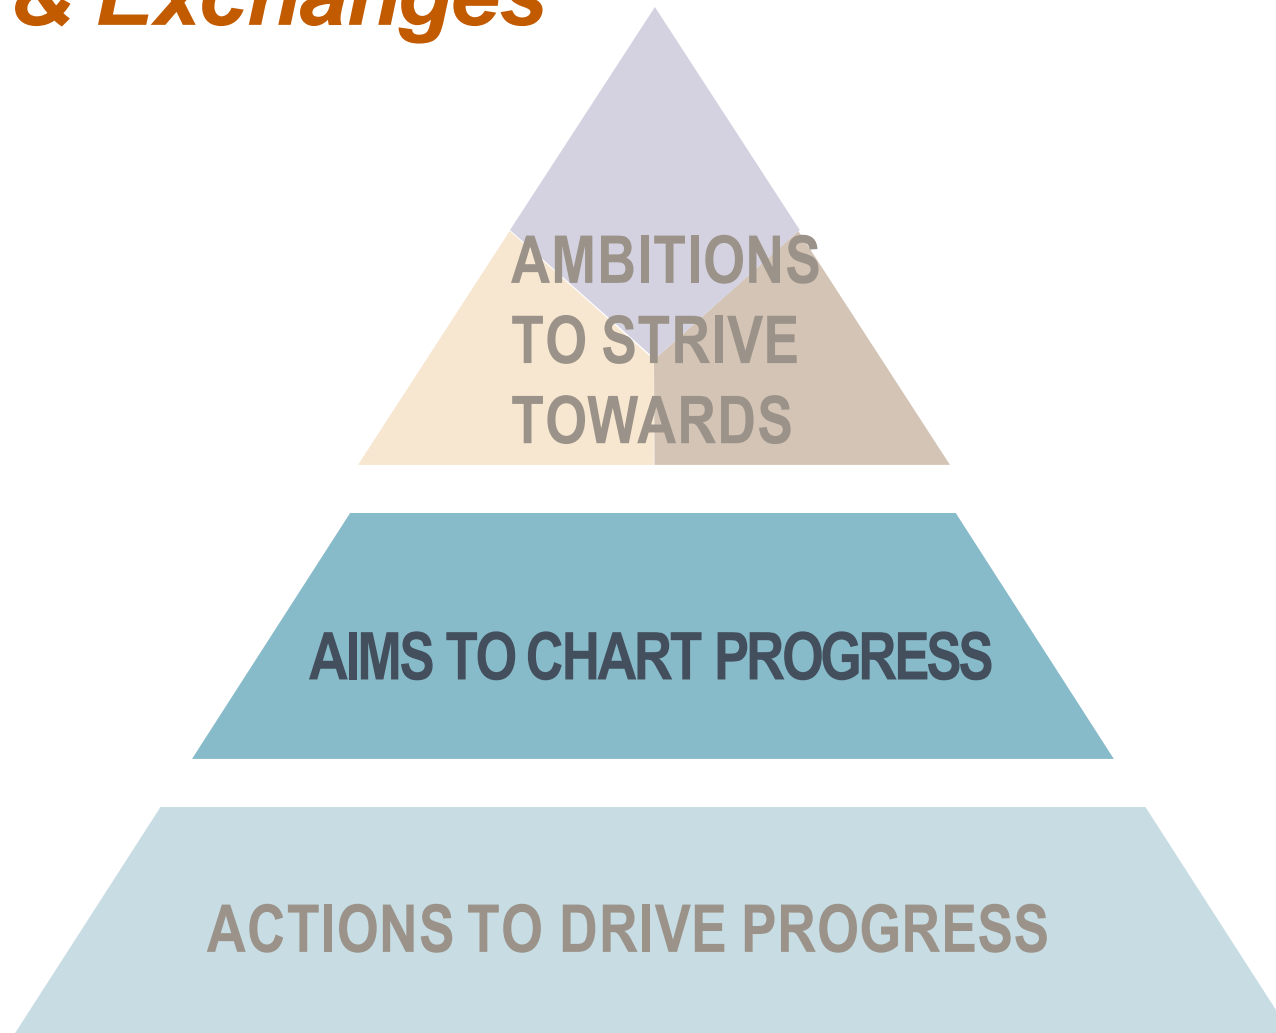 & Exchanges
AMBITIONS
TO STRIVE
TOWARDS
AIMS TO CHART PROGRESS
ACTIONS TO DRIVE PROGRESS